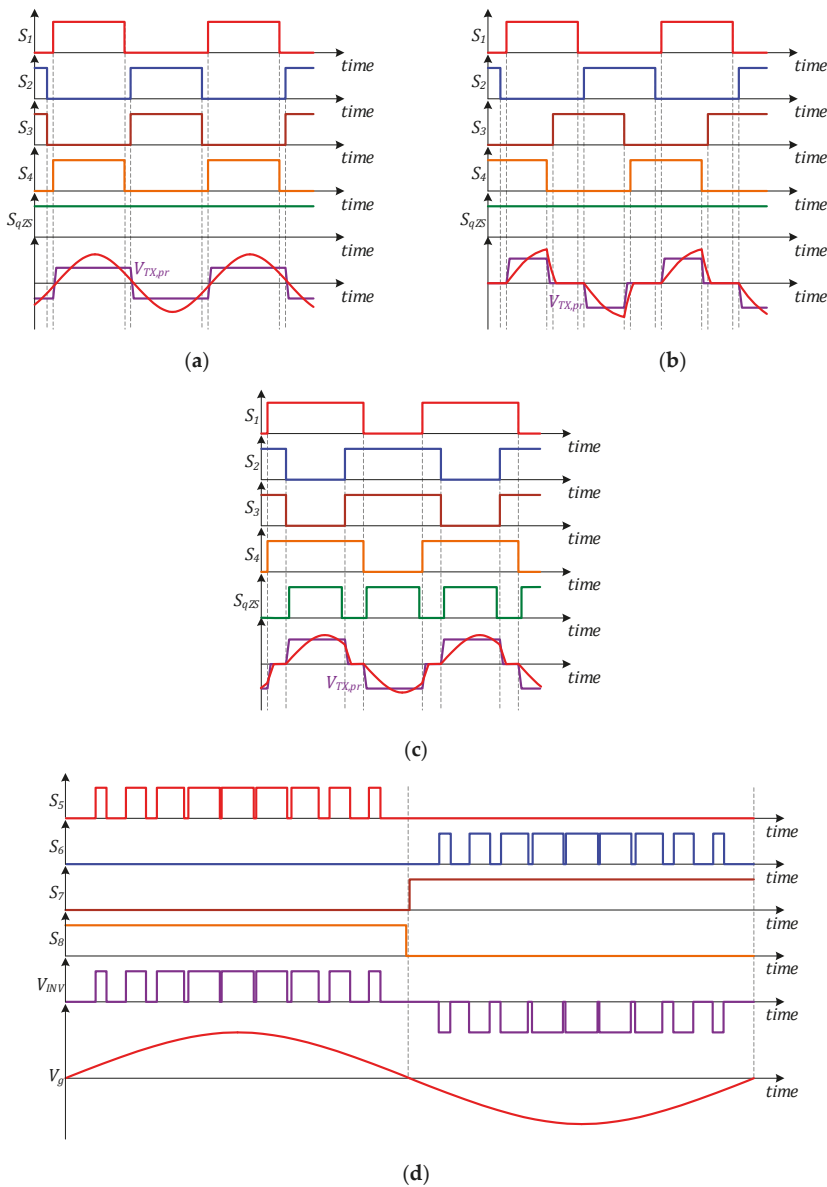 S1
time
S2
time
S3
time
S4
time
SqZS
time
VTX,pr
time
(a)
S1
time
S2
time
S3
time
S4
time
SqZS
time
VTX,pr
time
(b)
S1
time
S2
time
S3
time
S4
time
SqZS
time
VTX,pr
time
(c)
S5
time
S6
time
S7
time
S8
time
VINV
time
Vg
time
(d)